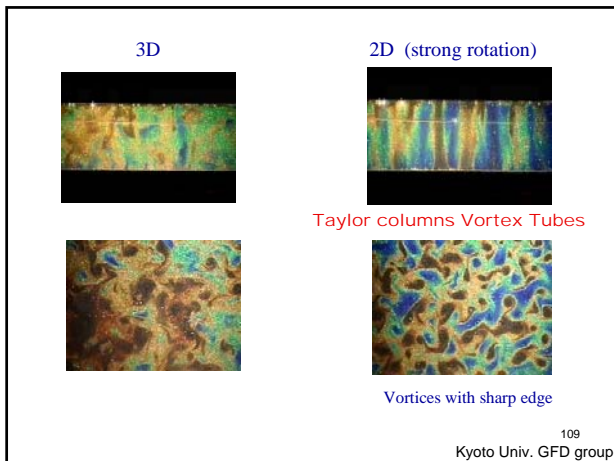 3D
2D (strong rotation)
Taylor columns Vortex Tubes
Vortices with sharp edge
109
Kyoto Univ. GFD group